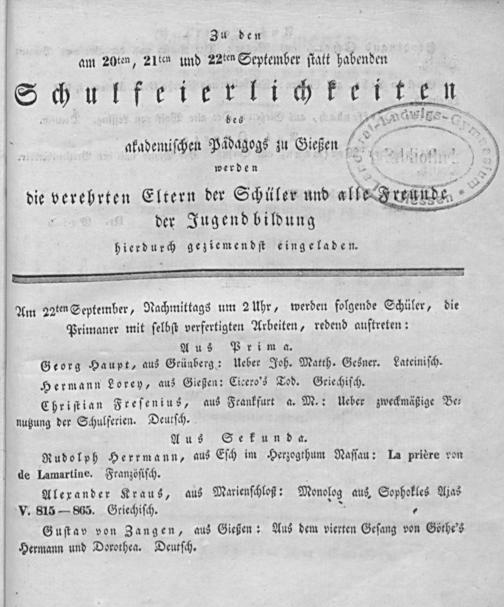 Zu den
am 20ten, 21ten und 22ten September statt habenden
Schulfeierlichkeiten
des
akademischen Pädagogs zu Gießen
werden
die verehrten Eltern der Schüler und alle Freunde
der Jugendbildung
hierdurch geziemendst eingeladen.
Ludwigs-Gymnasium
Biblioth.
Giessen
Am 22ten September, Nachmittags um 2 Uhr, werden folgende Schüler, die
Primaner mit selbst verfertigten Arbeiten, redend auftreten:
Aus Prima.
Georg Haupt, aus Grünberg: Ueber Joh. Matth. Gesner. Lateinisch.
Hermann Lorey, aus Gießen: Cicero's Tod. Griechisch.
Christian Fresenius, aus Frankfurt a. M.: Ueber zweckmäßige Be-
nutzung der Schulferien. Deutsch.
Aus Sekunda.
Rudolph Herrmann, aus Esch im Herzogthum Nassau: La prière von
de Lamartine. Französisch.
Alexander Kraus, aus Marienschloß: Monolog aus Sophokles Ajas
V. 815—865. Griechisch.
Gustav von Zangen, aus Gießen: Aus dem vierten Gesang von Göthe's
Hermann und Dorothea. Deutsch.